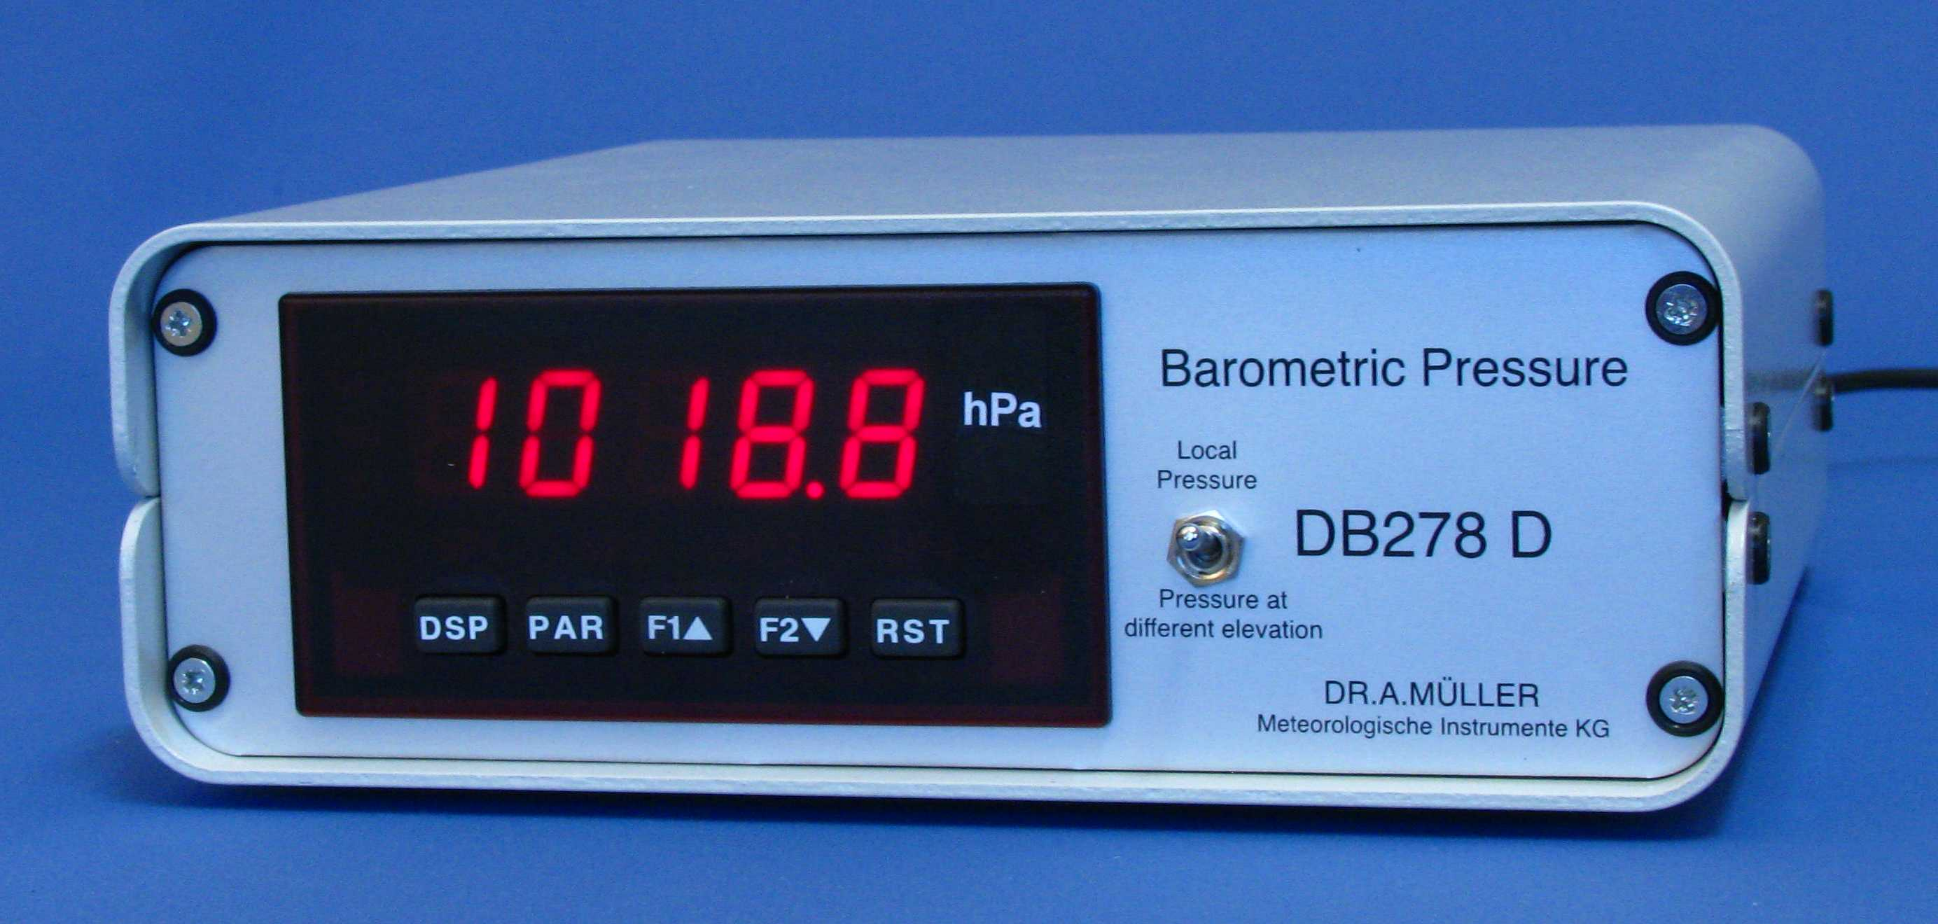 1018.8 hPa
DSP PAR F1▲ F2▼ RST
Barometric Pressure
Local
Pressure
DB278 D
Pressure at
different elevation
DR.A.MÜLLER
Meteorologische Instrumente KG